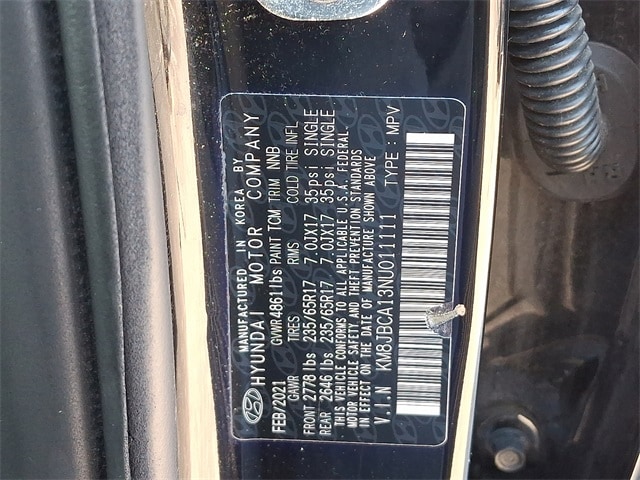 MANUFACTURED IN KOREA BY
HYUNDAI MOTOR COMPANY
FEB/2021 GVWR 4861lbs PAINT TCM TRIM NNB
GAWR TIRES RIMS COLD TIRE INFL
FRONT 2778 lbs 235/65R17 7.0JX17 35psi SINGLE
REAR 2646 lbs 235/65R17 7.0JX17 35psi SINGLE
THIS VEHICLE CONFORMS TO ALL APPLICABLE U.S.A. FEDERAL
MOTOR VEHICLE SAFETY AND THEFT PREVENTION STANDARDS
IN EFFECT ON THE DATE OF MANUFACTURE SHOWN ABOVE
V.I.N KM8JBCA13NU011111 TYPE : MPV